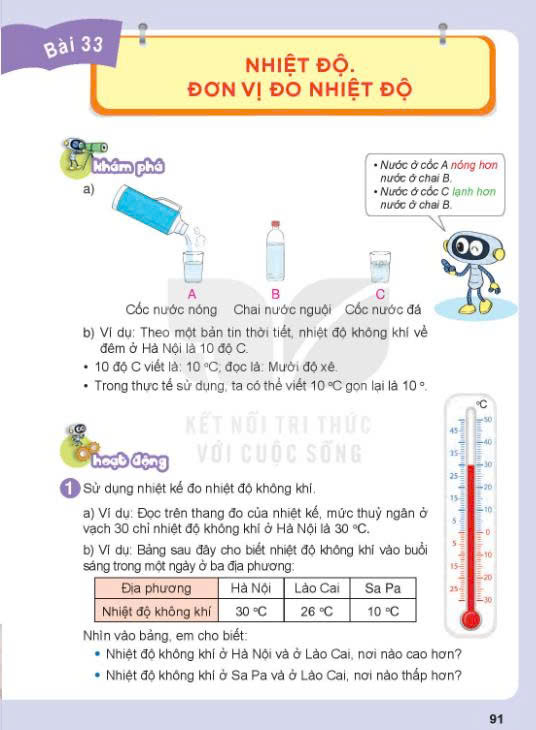 Bài 33
NHIỆT ĐỘ.
ĐƠN VỊ ĐO NHIỆT ĐỘ
khám phá
• Nước ở cốc A nóng hơn
nước ở chai B.
• Nước ở cốc C lạnh hơn
nước ở chai B.
a)
A
B
C
Cốc nước nóng
Chai nước nguội
Cốc nước đá
b) Ví dụ: Theo một bản tin thời tiết, nhiệt độ không khí về
đêm ở Hà Nội là 10 độ C.
• 10 độ C viết là: 10 ºC; đọc là: Mười độ xê.
• Trong thực tế sử dụng, ta có thể viết 10 ºC gọn lại là 10 º.
KẾT NỐI TRI THỨC
VỚI CUỘC SỐNG
hoạt động
1 Sử dụng nhiệt kế đo nhiệt độ không khí.
a) Ví dụ: Đọc trên thang đo của nhiệt kế, mức thuỷ ngân ở
vạch 30 chỉ nhiệt độ không khí ở Hà Nội là 30 ºC.
b) Ví dụ: Bảng sau đây cho biết nhiệt độ không khí vào buổi
sáng trong một ngày ở ba địa phương:
Địa phương Hà Nội Lào Cai Sa Pa
Nhiệt độ không khí 30 ºC 26 ºC 10 ºC
Nhìn vào bảng, em cho biết:
• Nhiệt độ không khí ở Hà Nội và ở Lào Cai, nơi nào cao hơn?
• Nhiệt độ không khí ở Sa Pa và ở Lào Cai, nơi nào thấp hơn?
ºC
50
45
40
35
30
25
20
15
10
5
0
5
10
15
20
25
30
91